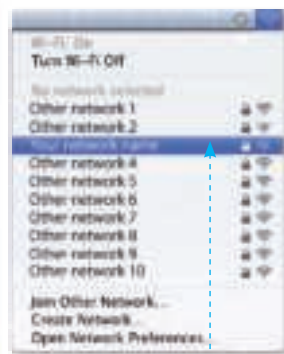 Wi-Fi: On
Turn Wi-Fi Off
No network selected
Other network 1
Other network 2
Your network name
Other network 4
Other network 5
Other network 6
Other network 7
Other network 8
Other network 9
Other network 10
Join Other Network...
Create Network...
Open Network Preferences...